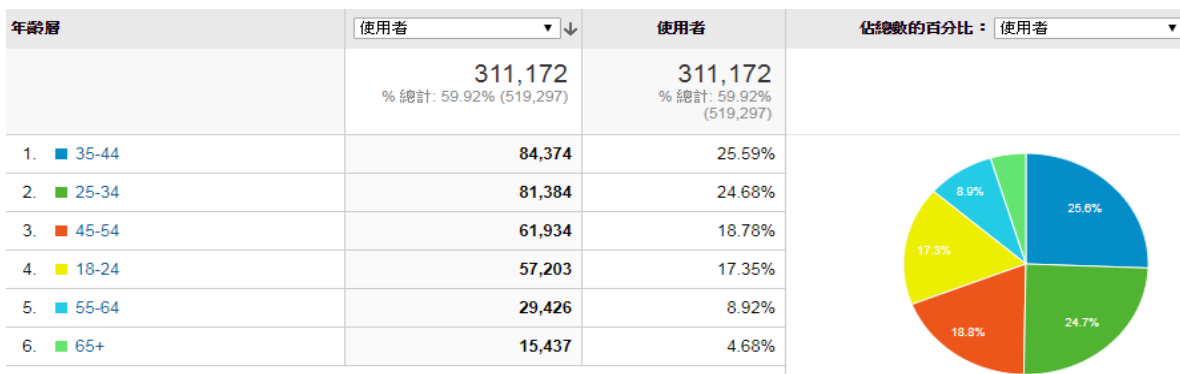 年齡層 使用者 使用者 佔總數的百分比： 使用者
311,172 311,172
% 總計: 59.92% (519,297) % 總計: 59.92%
(519,297)
1. 35-44 84,374 25.59%
2. 25-34 81,384 24.68%
3. 45-54 61,934 18.78%
4. 18-24 57,203 17.35%
5. 55-64 29,426 8.92%
6. 65+ 15,437 4.68%
8.9%
25.6%
17.3%
24.7%
18.8%